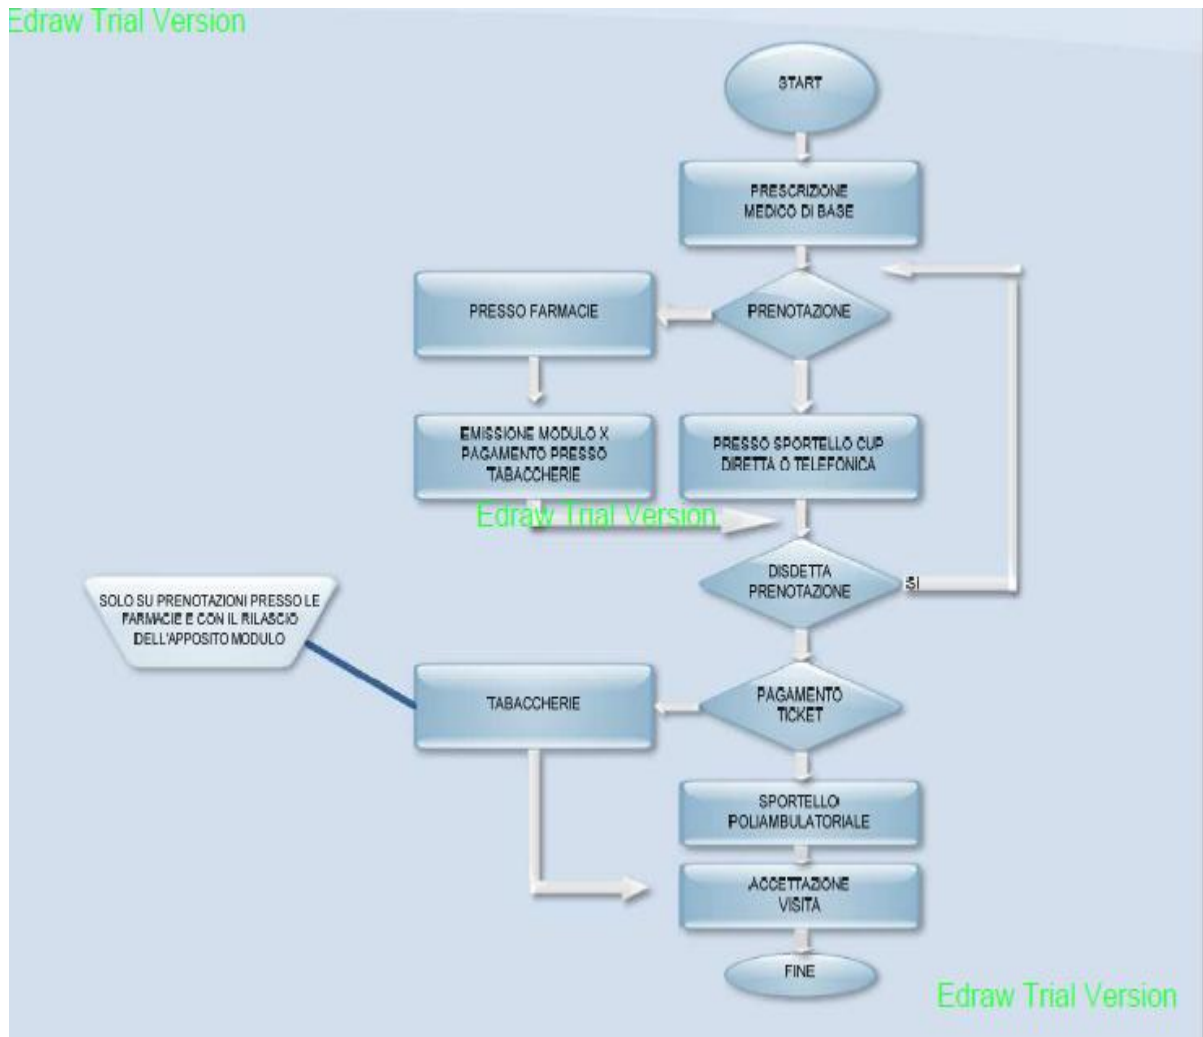 Edraw Trial Version
START
PRESCRIZIONE
MEDICO DI BASE
PRESSO FARMACIE
PRENOTAZIONE
EMISSIONE MODULO X
PAGAMENTO PRESSO
TABACCHERIE
PRESSO SPORTELLO CUP
DIRETTA O TELEFONICA
Edraw Trial Version
DISDETTA
PRENOTAZIONE
SI
SOLO SU PRENOTAZIONI PRESSO LE
FARMACIE E CON IL RILASCIO
DELL'APPOSITO MODULO
TABACCHERIE
PAGAMENTO
TICKET
SPORTELLO
POLIAMBULATORIALE
ACCETTAZIONE
VISITA
FINE
Edraw Trial Version